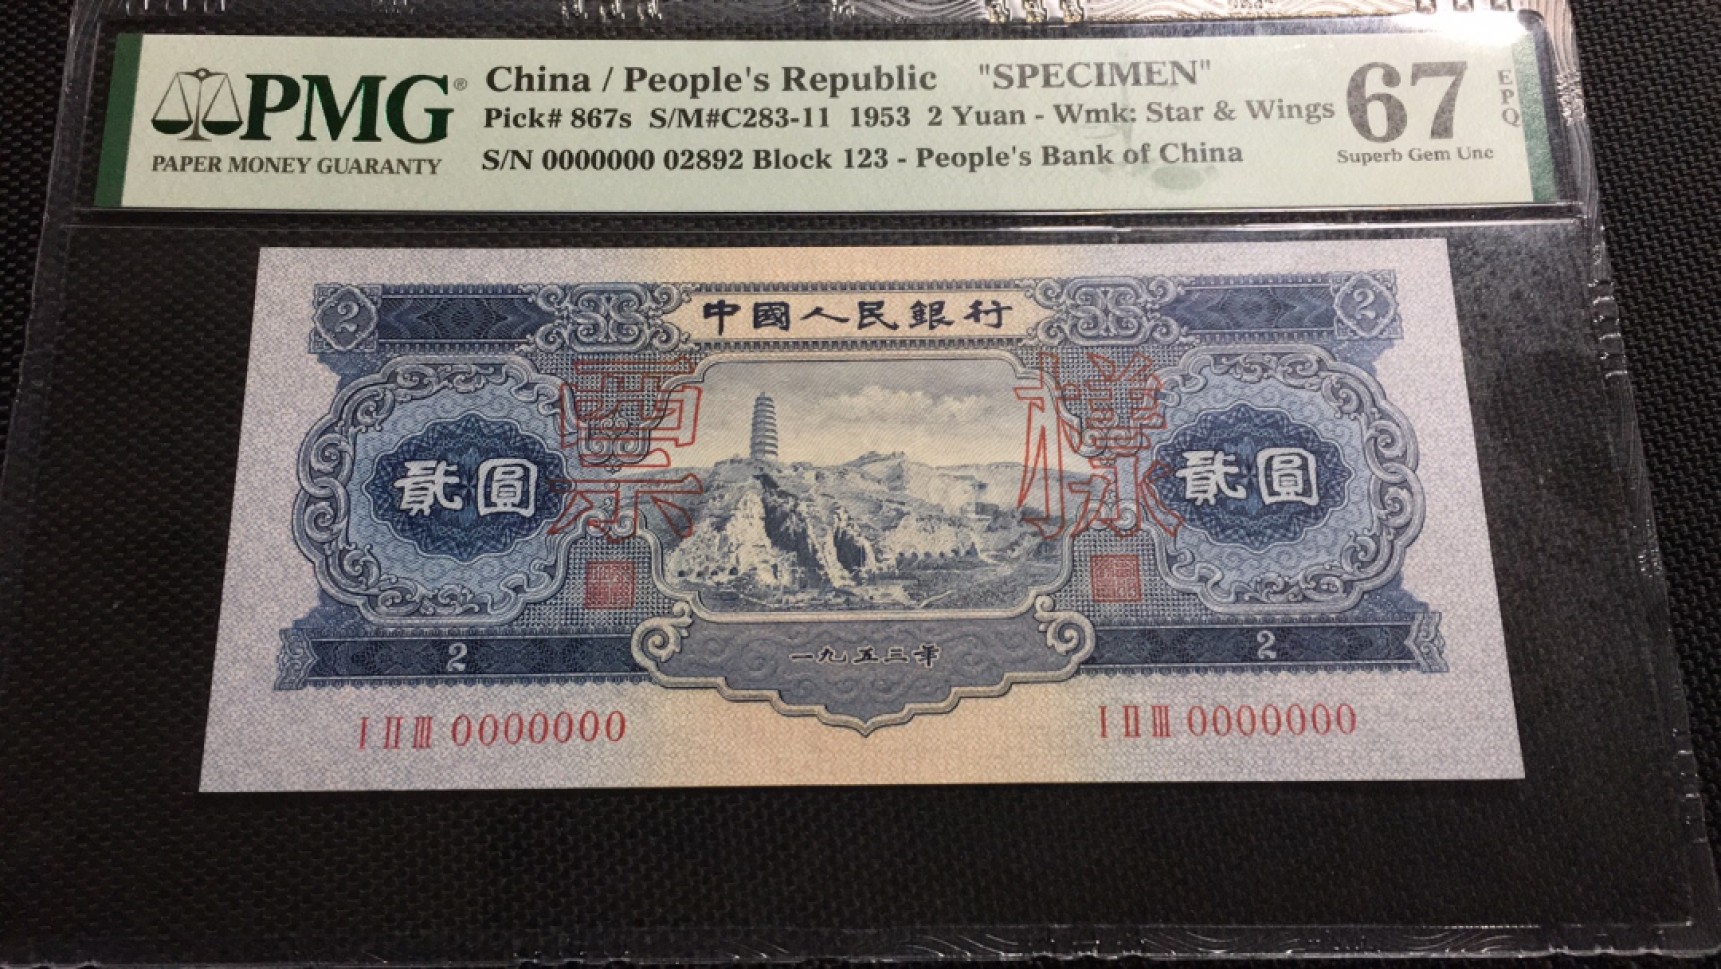 PMG®
PAPER MONEY GUARANTY
China / People's Republic "SPECIMEN"
Pick# 867s S/M#C283-11 1953 2 Yuan - Wmk: Star & Wings
S/N 0000000 02892 Block 123 - People's Bank of China
67
EPQ
Superb Gem Unc
2
中國人民銀行
2
票
樣
貳圓
貳圓
2
一九五三年
2
I II III 0000000
I II III 0000000